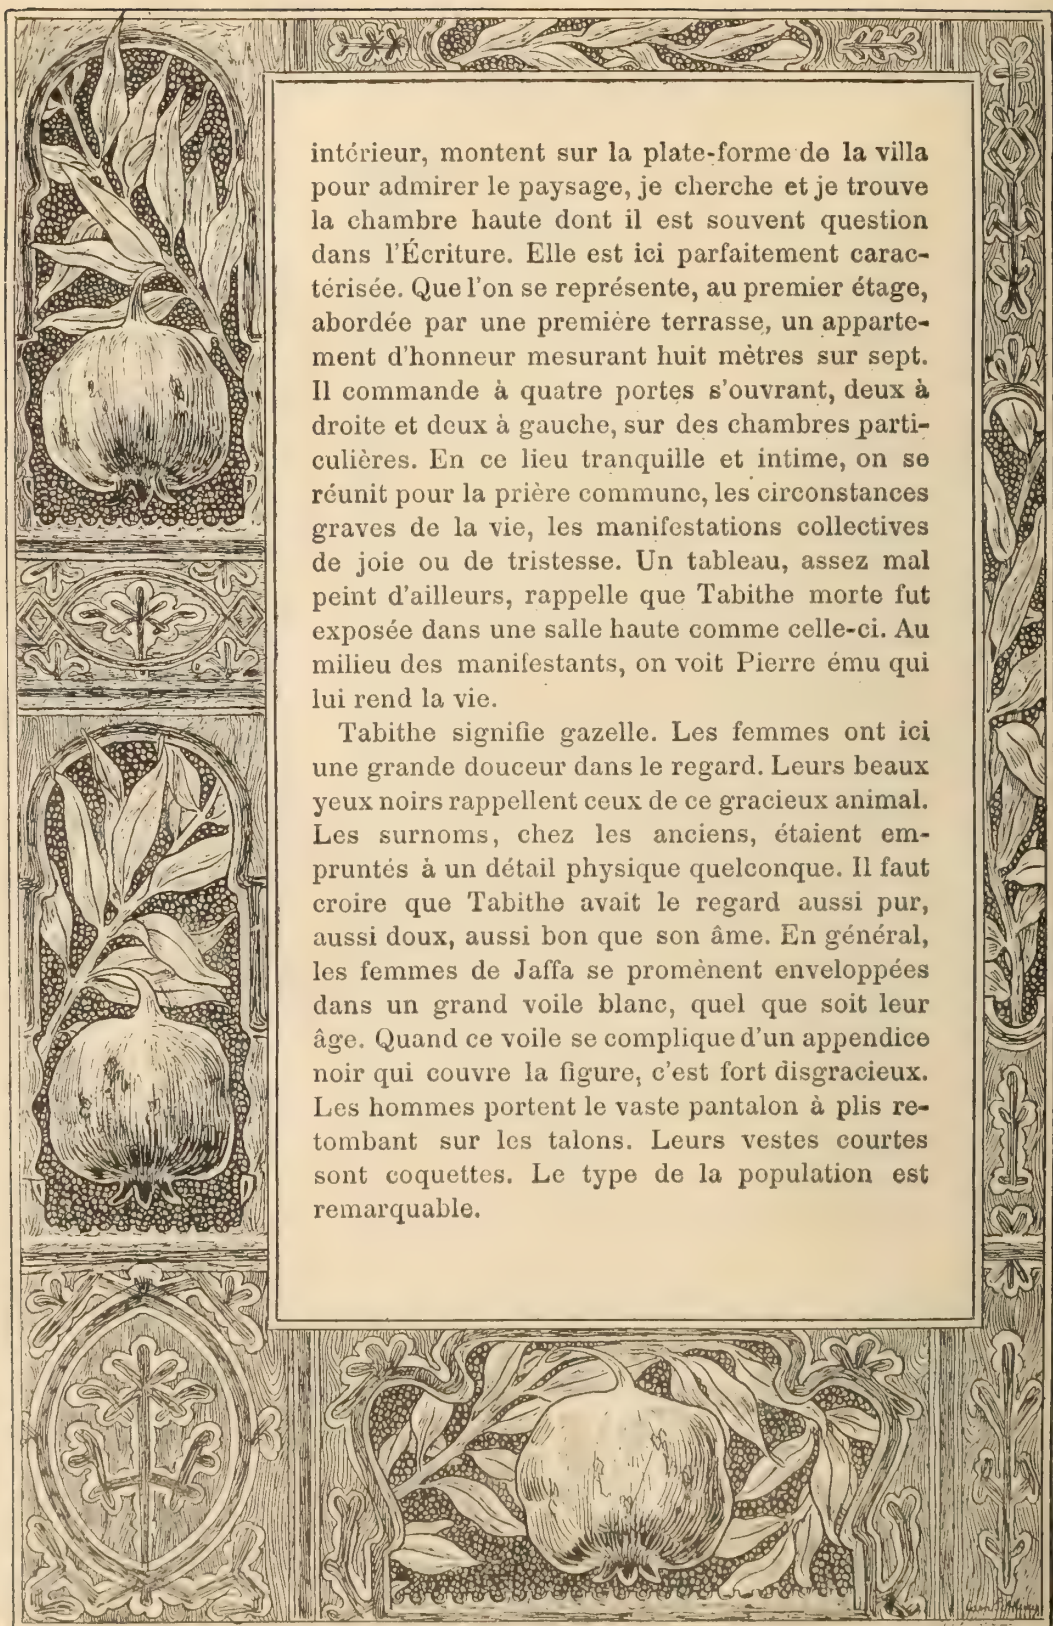 intérieur, montent sur la plate-forme de la villa
pour admirer le paysage, je cherche et je trouve
la chambre haute dont il est souvent question
dans l'Écriture. Elle est ici parfaitement carac-
térisée. Que l'on se représente, au premier étage,
abordée par une première terrasse, un apparte-
ment d'honneur mesurant huit mètres sur sept.
Il commande à quatre portes s'ouvrant, deux à
droite et deux à gauche, sur des chambres parti-
culières. En ce lieu tranquille et intime, on se
réunit pour la prière commune, les circonstances
graves de la vie, les manifestations collectives
de joie ou de tristesse. Un tableau, assez mal
peint d'ailleurs, rappelle que Tabithe morte fut
exposée dans une salle haute comme celle-ci. Au
milieu des manifestants, on voit Pierre ému qui
lui rend la vie.
Tabithe signifie gazelle. Les femmes ont ici
une grande douceur dans le regard. Leurs beaux
yeux noirs rappellent ceux de ce gracieux animal.
Les surnoms, chez les anciens, étaient em-
pruntés à un détail physique quelconque. Il faut
croire que Tabithe avait le regard aussi pur,
aussi doux, aussi bon que son âme. En général,
les femmes de Jaffa se promènent enveloppées
dans un grand voile blanc, quel que soit leur
âge. Quand ce voile se complique d'un appendice
noir qui couvre la figure, c'est fort disgracieux.
Les hommes portent le vaste pantalon à plis re-
tombant sur les talons. Leurs vestes courtes
sont coquettes. Le type de la population est
remarquable.